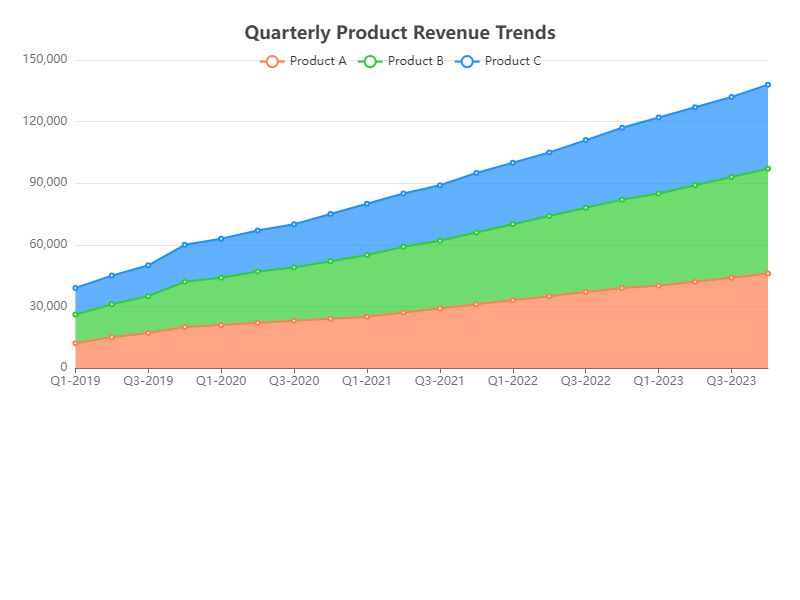 Quarterly Product Revenue Trends
Product A Product B Product C
150,000
120,000
90,000
60,000
30,000
0
Q1-2019 Q3-2019 Q1-2020 Q3-2020 Q1-2021 Q3-2021 Q1-2022 Q3-2022 Q1-2023 Q3-2023